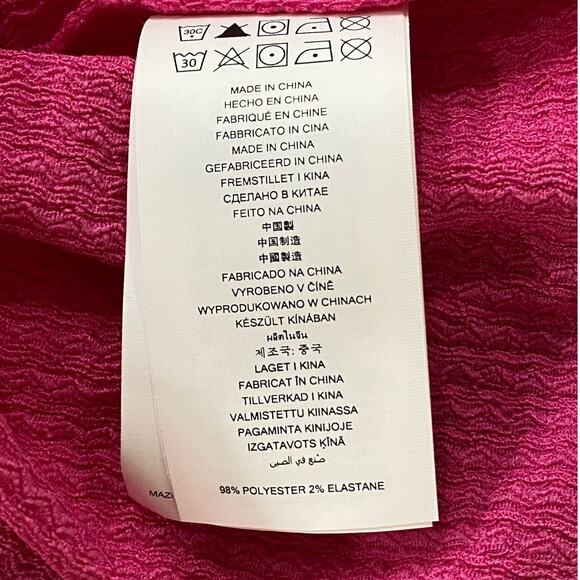 30C
30
MADE IN CHINA
HECHO EN CHINA
FABRIQUÉ EN CHINE
FABBRICATO IN CINA
MADE IN CHINA
GEFABRICEERD IN CHINA
FREMSTILLET I KINA
СДЕЛАНО В КИТАЕ
FEITO NA CHINA
中国製
中国制造
中國製造
FABRICADO NA CHINA
VYROBENO V ČÍNĚ
WYPRODUKOWANO W CHINACH
KÉSZÜLT KÍNÁBAN
ผลิตในจีน
제조국: 중국
LAGET I KINA
FABRICAT ÎN CHINA
TILLVERKAD I KINA
VALMISTETTU KIINASSA
PAGAMINTA KINIJOJE
IZGATAVOTS ĶĪNĀ
صُنع في الصين
98% POLYESTER 2% ELASTANE